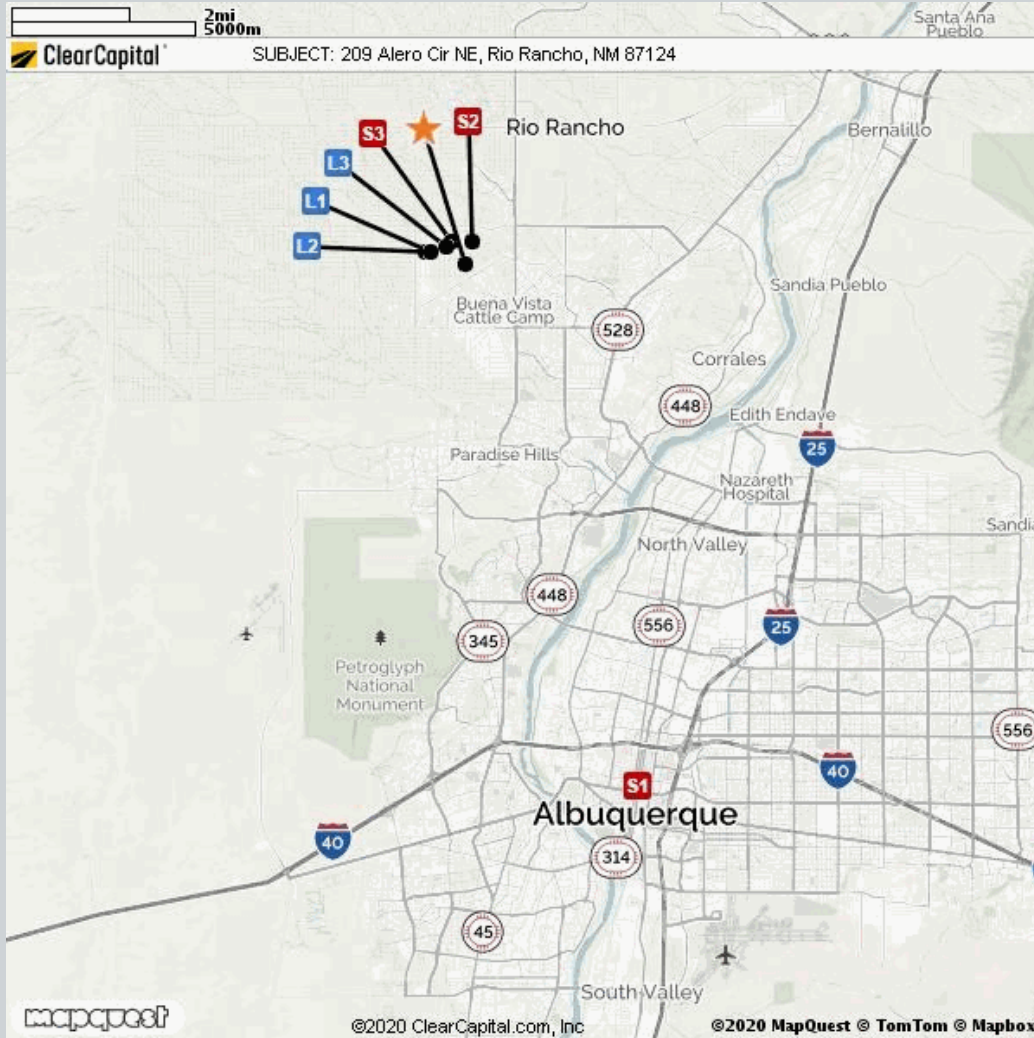 2mi
5000m
Santa Ana
Pueblo
ClearCapital
SUBJECT: 209 Alero Cir NE, Rio Rancho, NM 87124
S3
S2
Rio Rancho
Bernalillo
L3
L1
L2
Sandia Pueblo
Buena Vista
Cattle Camp
528
Corrales
448
Edith Endave
25
Paradise Hills
Nazareth
Hospital
Sandia
North Valley
448
556
25
345
Petroglyph
National
Monument
556
40
S1
Albuquerque
40
314
45
South Valley
mapquest
©2020 ClearCapital.com, Inc
©2020 MapQuest © TomTom © Mapbox